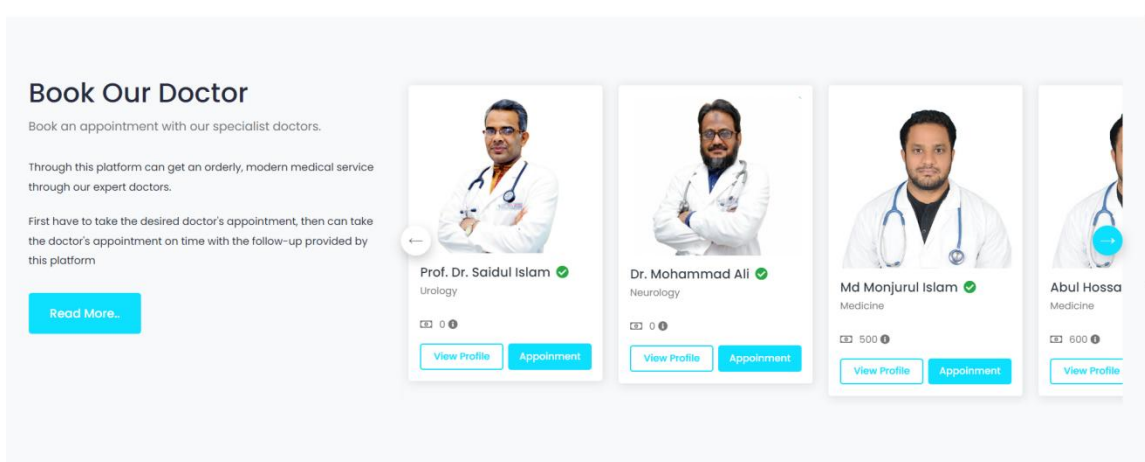 Book Our Doctor
Book an appointment with our specialist doctors.
Through this platform can get an orderly, modern medical service
through our expert doctors.
First have to take the desired doctor's appointment, then can take
the doctor's appointment on time with the follow-up provided by
this platform
Read More..
Prof. Dr. Saidul Islam
Urology
0
View Profile Appoinment
Dr. Mohammad Ali
Neurology
0
View Profile Appoinment
Md Monjurul Islam
Medicine
500
View Profile Appoinment
Abul Hossa
Medicine
600
View Profile